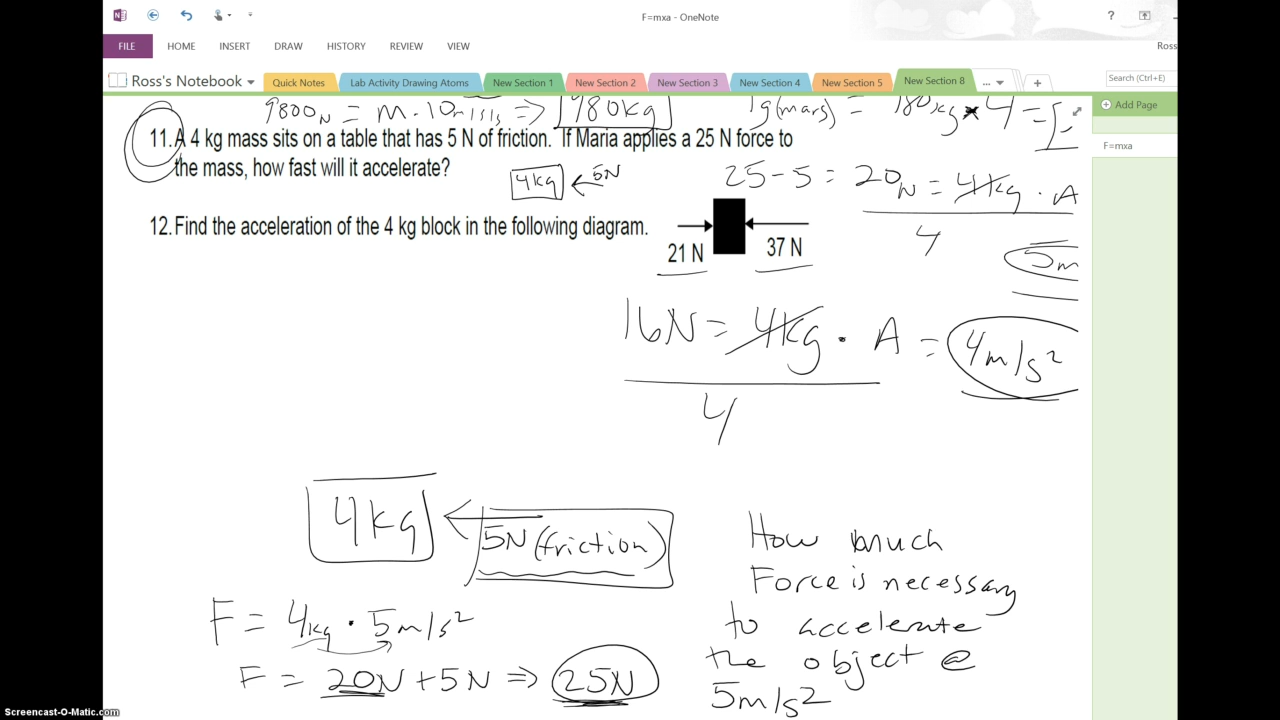 F=mxa - OneNote
?
FILE HOME INSERT DRAW HISTORY REVIEW VIEW
Ross
Ross's Notebook Quick Notes Lab Activity Drawing Atoms New Section 1 New Section 2 New Section 3 New Section 4 New Section 5 New Section 8 ... + Search (Ctrl+E)
Add Page
F=mxa
9800N = m · 10m/s/s ⇒ 980kg
1g(mars) = 180kg × 4 =
11. A 4 kg mass sits on a table that has 5 N of friction. If Maria applies a 25 N force to
the mass, how fast will it accelerate?
4kg ← 5N
25 - 5 = 20N = 4kg · A
4
5m
12. Find the acceleration of the 4 kg block in the following diagram.
21 N 37 N
16N = 4kg · A = 4m/s²
4
4kg
5N (friction)
F = 4kg · 5m/s²
F = 20N + 5N ⇒ 25N
How much
Force is necessary
to accelerate
the object @
5m/s²
Screencast-O-Matic.com